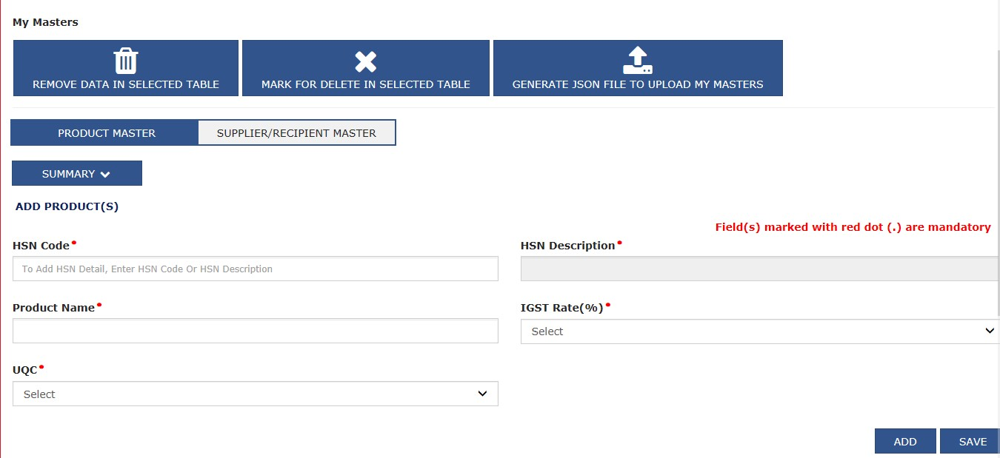 My Masters
REMOVE DATA IN SELECTED TABLE
MARK FOR DELETE IN SELECTED TABLE
GENERATE JSON FILE TO UPLOAD MY MASTERS
PRODUCT MASTER
SUPPLIER/RECIPIENT MASTER
SUMMARY
ADD PRODUCT(S)
Field(s) marked with red dot (.) are mandatory
HSN Code
HSN Description
To Add HSN Detail, Enter HSN Code Or HSN Description
Product Name
IGST Rate(%)
Select
UQC
Select
ADD
SAVE